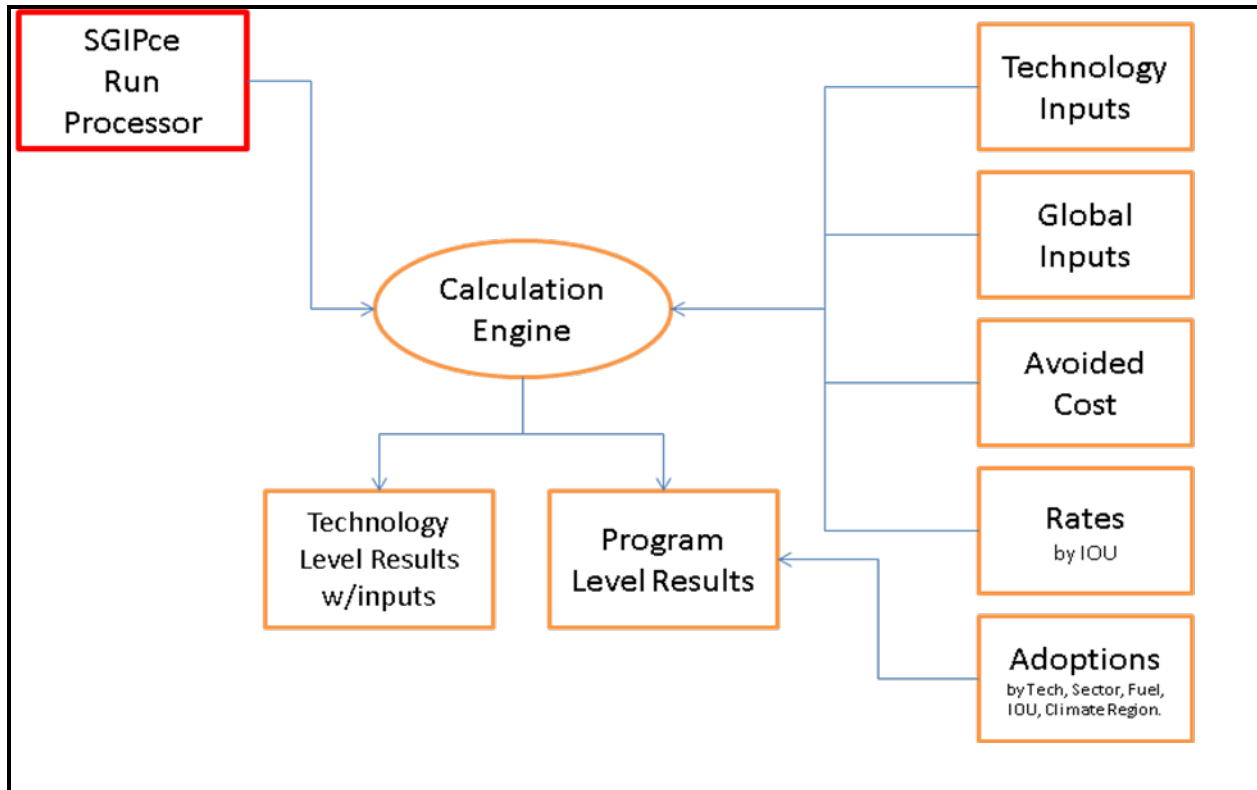 SGIPce
Run
Processor
Technology
Inputs
Global
Inputs
Calculation
Engine
Avoided
Cost
Technology
Level Results
w/inputs
Program
Level Results
Rates
by IOU
Adoptions
by Tech, Sector, Fuel,
IOU, Climate Region.